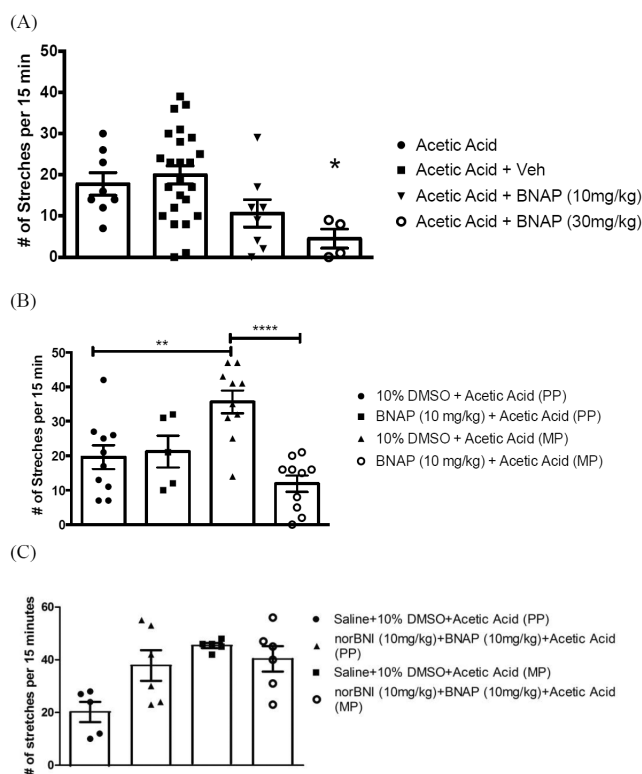 (A)
# of Streches per 15 min
50
40
30
20
10
0
*
Acetic Acid
Acetic Acid + Veh
Acetic Acid + BNAP (10mg/kg)
Acetic Acid + BNAP (30mg/kg)
(B)
# of Streches per 15 min
50
40
30
20
10
0
**
****
10% DMSO + Acetic Acid (PP)
BNAP (10 mg/kg) + Acetic Acid (PP)
10% DMSO + Acetic Acid (MP)
BNAP (10 mg/kg) + Acetic Acid (MP)
(C)
# of stretches per 15 minutes
60
40
20
0
Saline+10% DMSO+Acetic Acid (PP)
norBNI (10mg/kg)+BNAP (10mg/kg)+Acetic Acid
(PP)
Saline+10% DMSO+Acetic Acid (MP)
norBNI (10mg/kg)+BNAP (10mg/kg)+Acetic Acid
(MP)